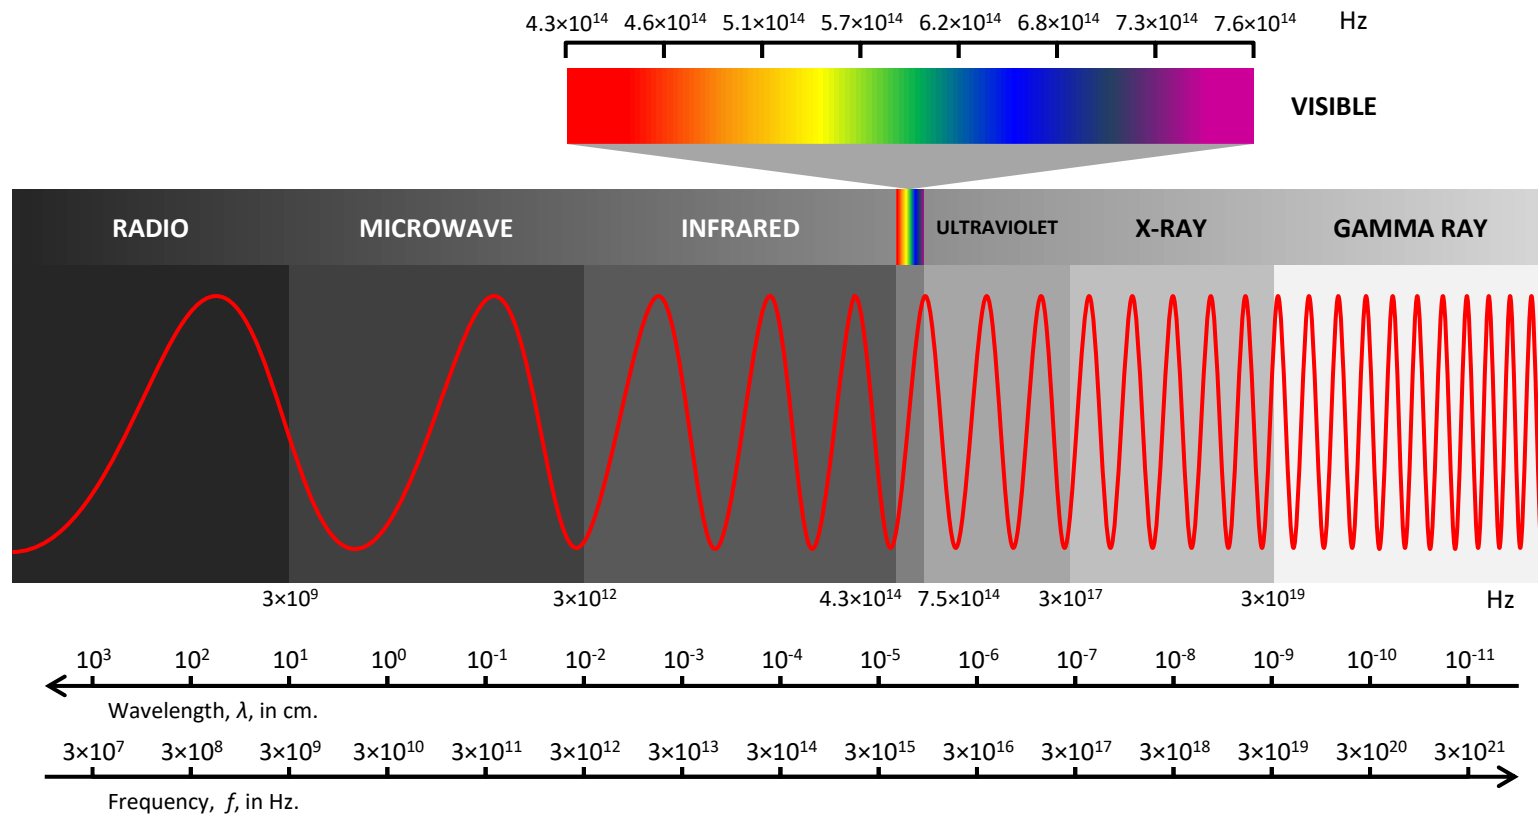 4.3×10¹⁴ 4.6×10¹⁴ 5.1×10¹⁴ 5.7×10¹⁴ 6.2×10¹⁴ 6.8×10¹⁴ 7.3×10¹⁴ 7.6×10¹⁴ Hz
VISIBLE
RADIO MICROWAVE INFRARED ULTRAVIOLET X-RAY GAMMA RAY
3×10⁹ 3×10¹² 4.3×10¹⁴ 7.5×10¹⁴ 3×10¹⁷ 3×10¹⁹ Hz
10³ 10² 10¹ 10⁰ 10⁻¹ 10⁻² 10⁻³ 10⁻⁴ 10⁻⁵ 10⁻⁶ 10⁻⁷ 10⁻⁸ 10⁻⁹ 10⁻¹⁰ 10⁻¹¹
Wavelength, λ, in cm.
3×10⁷ 3×10⁸ 3×10⁹ 3×10¹⁰ 3×10¹¹ 3×10¹² 3×10¹³ 3×10¹⁴ 3×10¹⁵ 3×10¹⁶ 3×10¹⁷ 3×10¹⁸ 3×10¹⁹ 3×10²⁰ 3×10²¹
Frequency, f, in Hz.